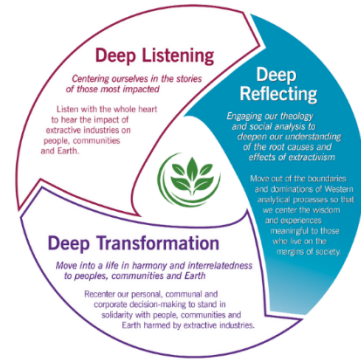 Deep Listening
Centering ourselves in the stories
of those most impacted
Listen with the whole heart
to hear the impact of
extractive industries on
people, communities
and Earth.
Deep
Reflecting
Engaging our theology
and social analysis to
deepen our understanding
of the root causes and
effects of extractivism
Move out of the boundaries
and dominations of Western
analytical processes so that
we center the wisdom
and experiences
meaningful to those
who live on the
margins of society.
Deep Transformation
Move into a life in harmony and interrelatedness
to peoples, communities and Earth
Recenter our personal, communal and
corporate decision-making to stand in
solidarity with people, communities and
Earth harmed by extractive industries.